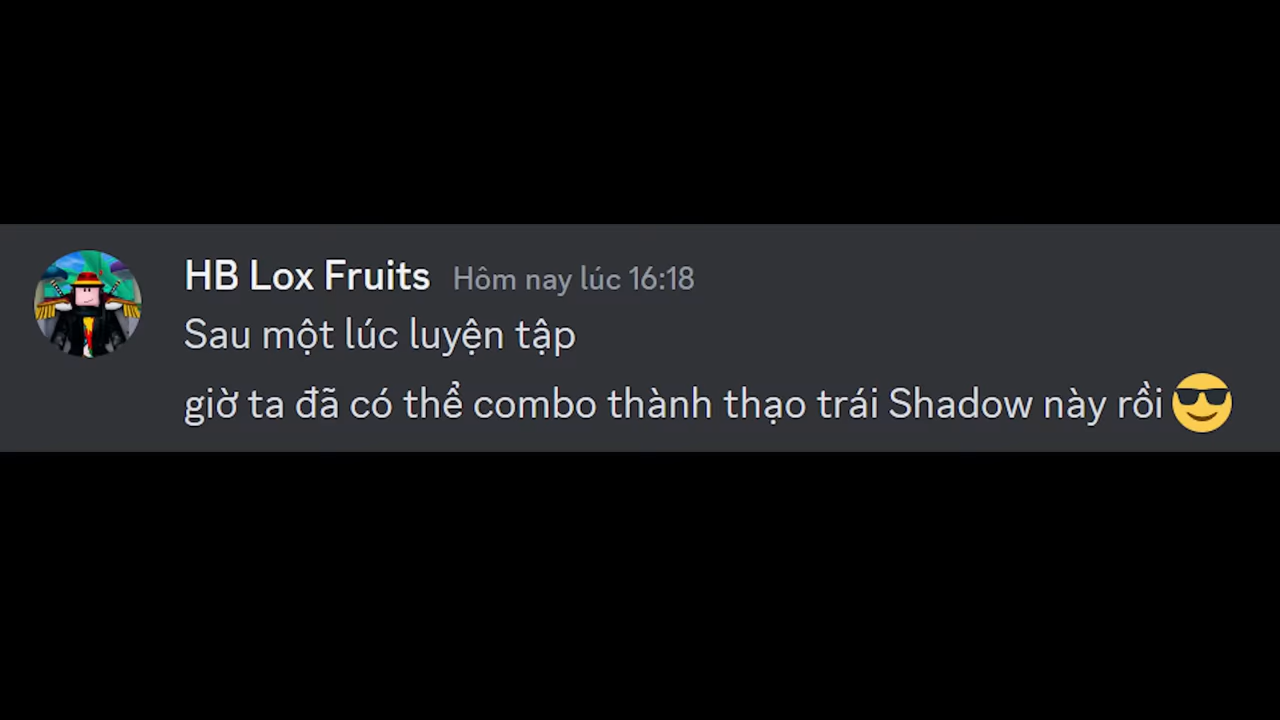 HB Lox Fruits Hôm nay lúc 16:18
Sau một lúc luyện tập
giờ ta đã có thể combo thành thạo trái Shadow này rồi 😎